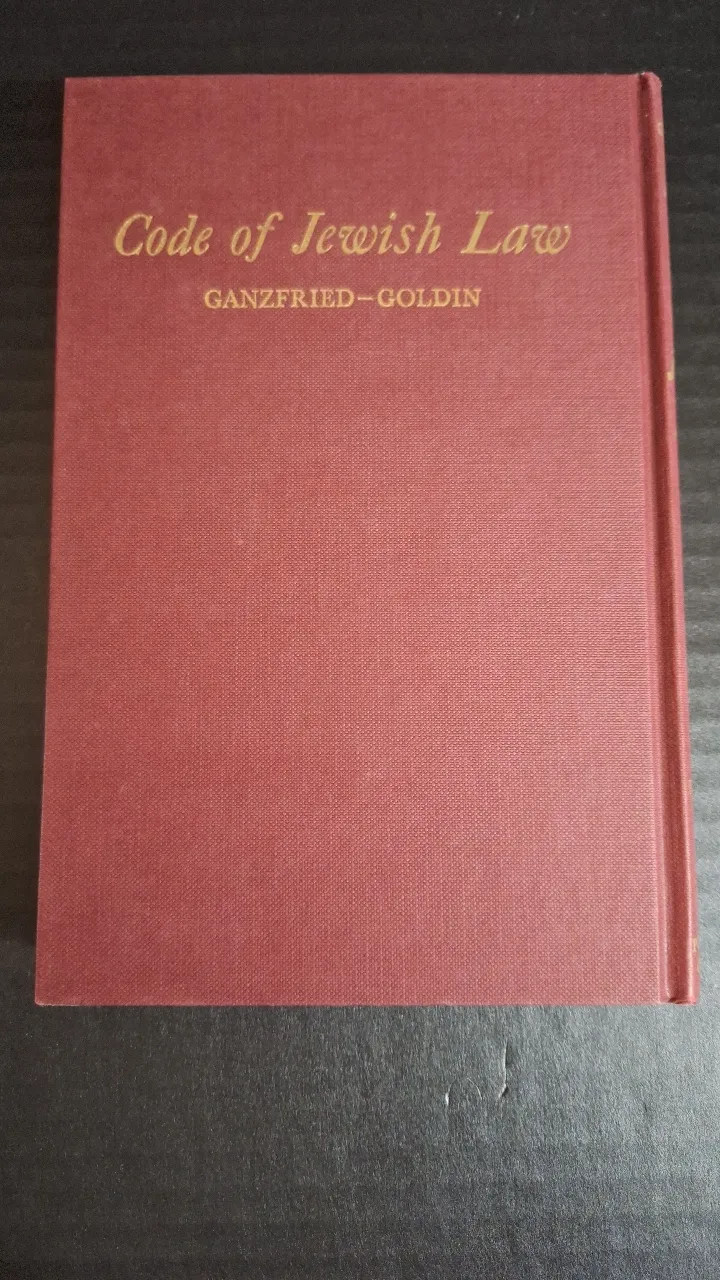 Code of Jewish Law
GANZFRIED–GOLDIN